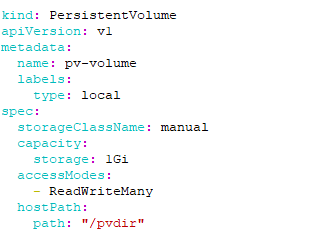 kind: PersistentVolume
apiVersion: v1
metadata:
  name: pv-volume
  labels:
    type: local
spec:
  storageClassName: manual
  capacity:
    storage: 1Gi
  accessModes:
    - ReadWriteMany
  hostPath:
    path: "/pvdir"